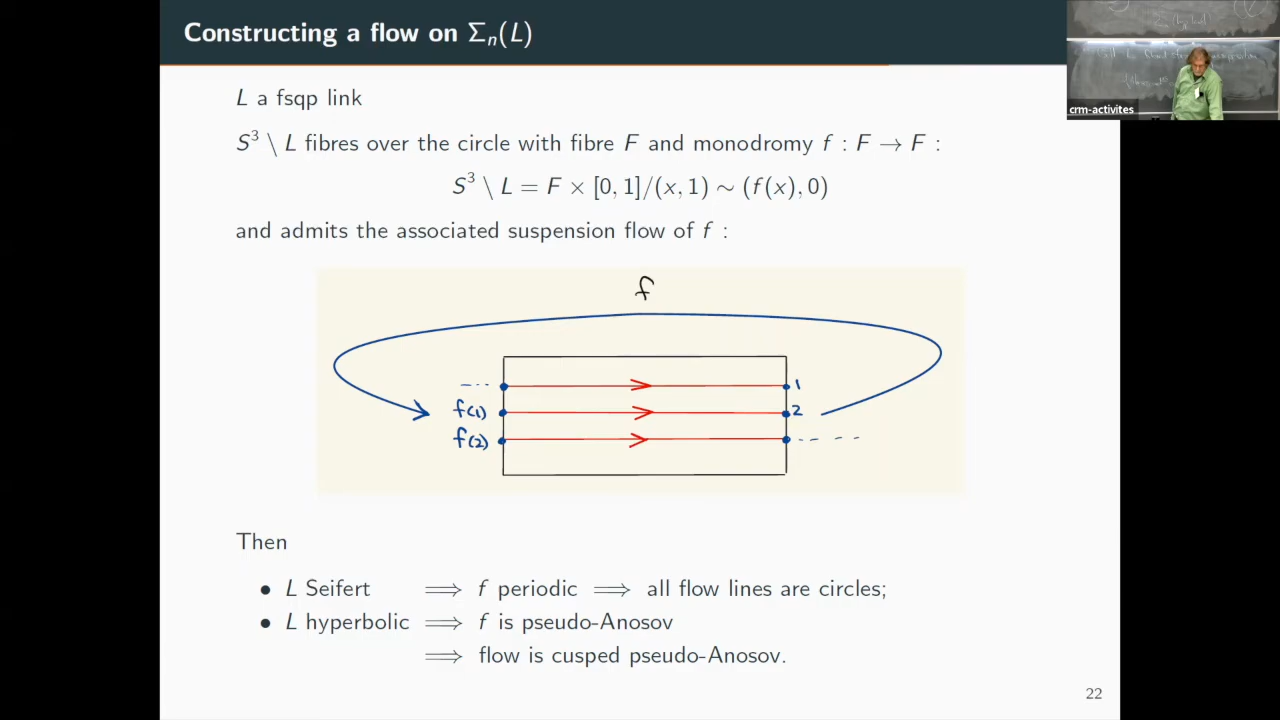 Constructing a flow on Σₙ(L)
L a fsqp link
S³ \ L fibres over the circle with fibre F and monodromy f : F → F :
S³ \ L = F × [0, 1]/(x, 1) ∼ (f(x), 0)
and admits the associated suspension flow of f :
f
1
f(1) 2
f(2)
Then
• L Seifert ⟹ f periodic ⟹ all flow lines are circles;
• L hyperbolic ⟹ f is pseudo-Anosov
⟹ flow is cusped pseudo-Anosov.
22
crm-activites